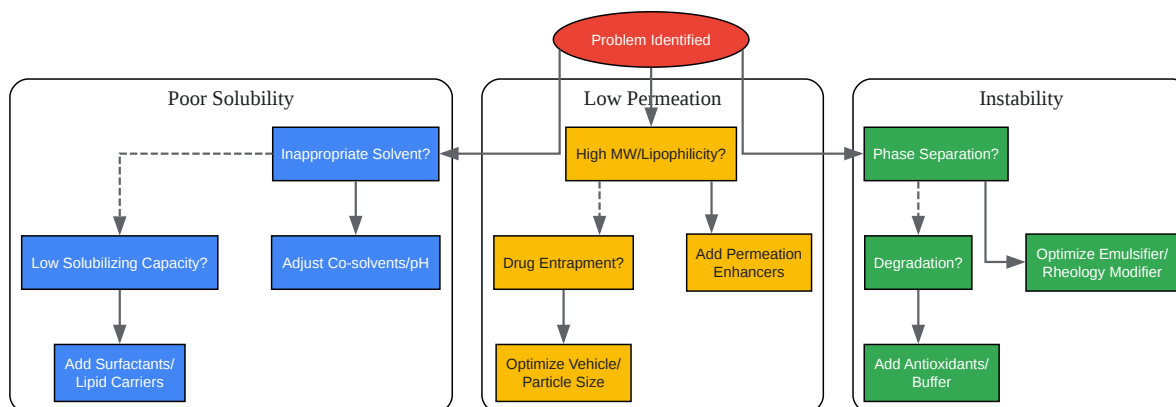 Problem Identified
Poor Solubility
Low Permeation
Instability
Inappropriate Solvent?
High MW/Lipophilicity?
Phase Separation?
Low Solubilizing Capacity?
Adjust Co-solvents/pH
Drug Entrapment?
Add Permeation
Enhancers
Degradation?
Optimize Emulsifier/
Rheology Modifier
Add Surfactants/
Lipid Carriers
Optimize Vehicle/
Particle Size
Add Antioxidants/
Buffer